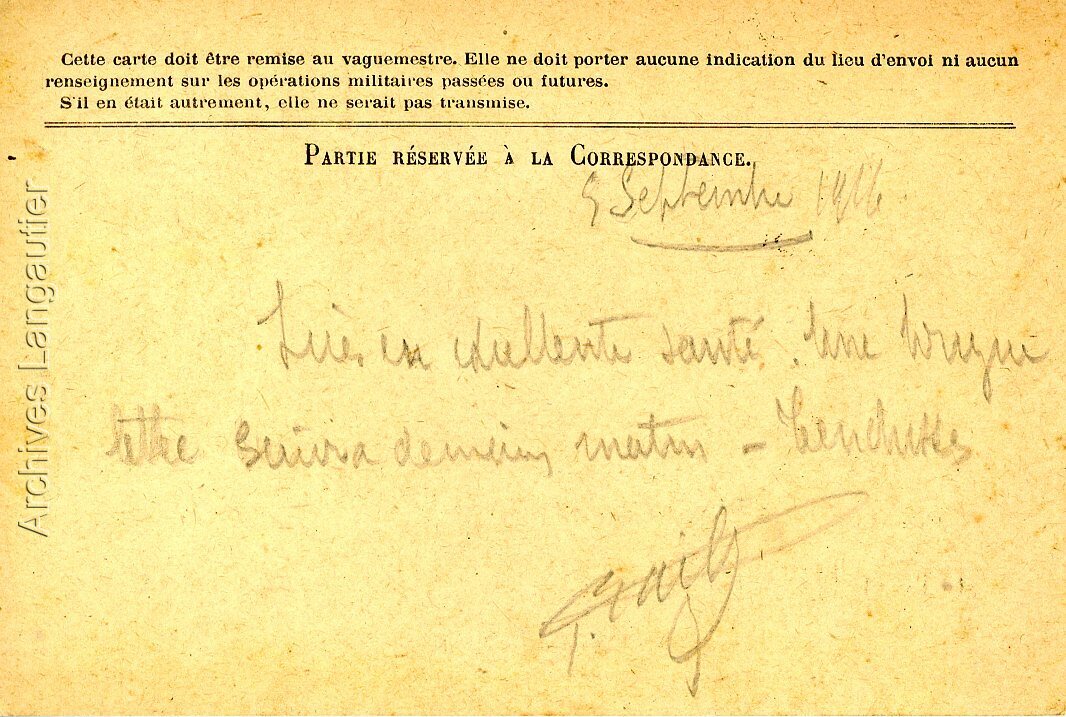 Cette carte doit être remise au vaguemestre. Elle ne doit porter aucune indication du lieu d'envoi ni aucun
renseignement sur les opérations militaires passées ou futures.
S'il en était autrement, elle ne serait pas transmise.
PARTIE RÉSERVÉE À LA CORRESPONDANCE.
9 Septembre 1916
Suis en excellente santé. Une longue
lettre suivra demain matin –
Archives Langautier